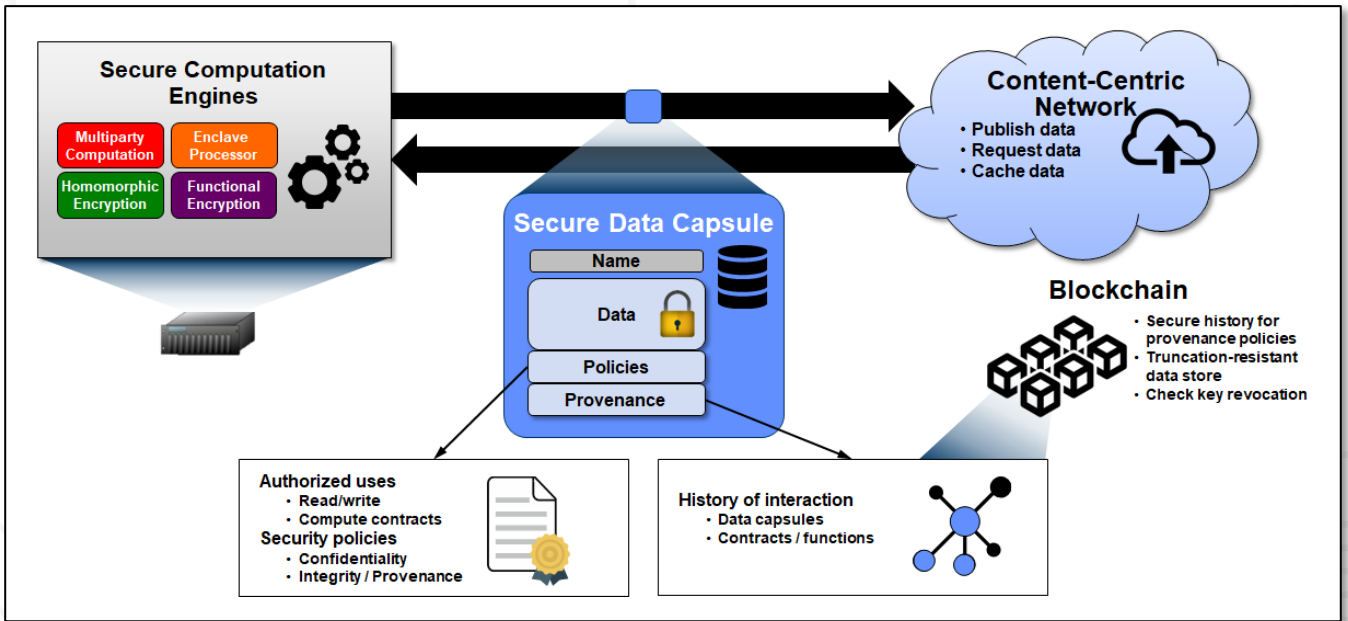 Secure Computation
Engines
Multiparty
Computation
Enclave
Processor
Homomorphic
Encryption
Functional
Encryption
Content-Centric
Network
• Publish data
• Request data
• Cache data
Secure Data Capsule
Name
Data
Policies
Provenance
Blockchain
• Secure history for
provenance policies
• Truncation-resistant
data store
• Check key revocation
Authorized uses
• Read/write
• Compute contracts
Security policies
• Confidentiality
• Integrity / Provenance
History of interaction
• Data capsules
• Contracts / functions